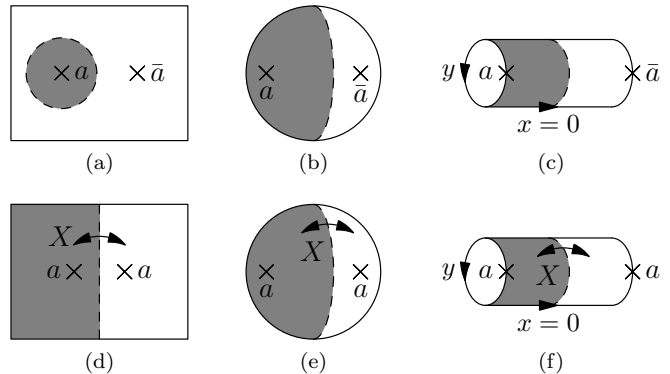 a ā
(a)
a ā
(b)
y a ā
x = 0
(c)
X
a a
(d)
X
a a
(e)
y a X a
x = 0
(f)